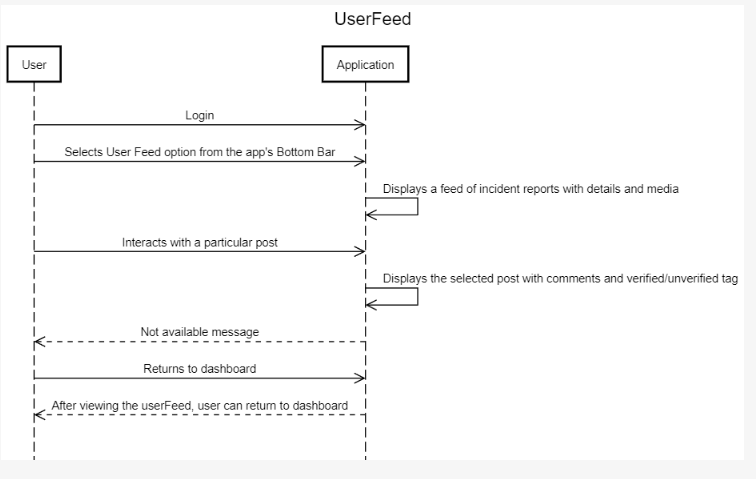 UserFeed
User
Application
Login
Selects User Feed option from the app's Bottom Bar
Displays a feed of incident reports with details and media
Interacts with a particular post
Displays the selected post with comments and verified/unverified tag
Not available message
Returns to dashboard
After viewing the userFeed, user can return to dashboard